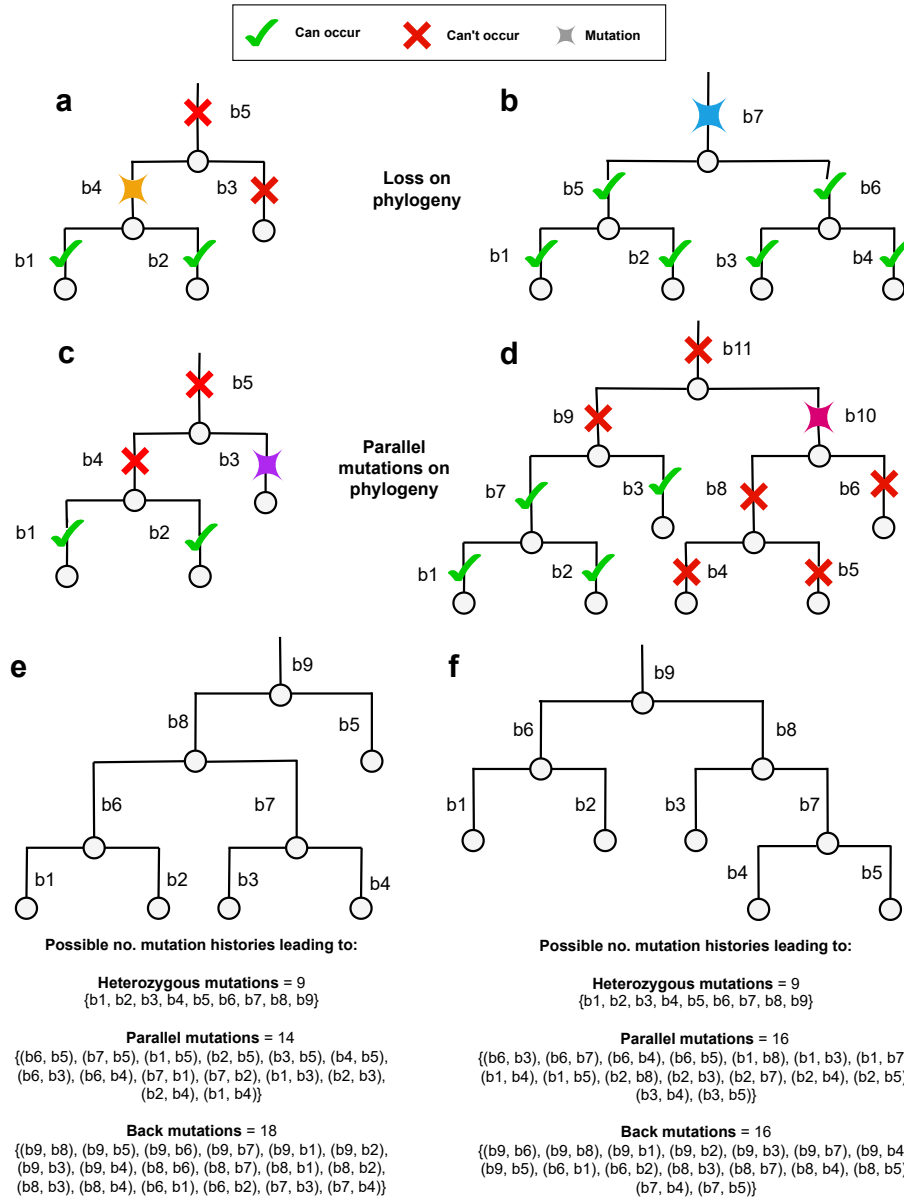 Can occur Can't occur Mutation
a b
b5 b7
b4 b3 Loss on phylogeny b5 b6
b1 b2 b1 b2 b3 b4
c d
b5 b11
b9 b10
b4 b3 Parallel mutations on phylogeny b7 b3 b8 b6
b1 b2 b1 b2 b4 b5
e f
b9 b9
b8 b5 b6 b8
b6 b7 b1 b2 b3 b7
b1 b2 b3 b4 b4 b5
Possible no. mutation histories leading to:
Heterozygous mutations = 9
{b1, b2, b3, b4, b5, b6, b7, b8, b9}
Parallel mutations = 14
{(b6, b5), (b7, b5), (b1, b5), (b2, b5), (b3, b5), (b4, b5),
(b6, b3), (b6, b4), (b7, b1), (b7, b2), (b1, b3), (b2, b3),
(b2, b4), (b1, b4)}
Back mutations = 18
{(b9, b8), (b9, b5), (b9, b6), (b9, b7), (b9, b1), (b9, b2),
(b9, b3), (b9, b4), (b8, b6), (b8, b7), (b8, b1), (b8, b2),
(b8, b3), (b8, b4), (b6, b1), (b6, b2), (b7, b3), (b7, b4)}
Possible no. mutation histories leading to:
Heterozygous mutations = 9
{b1, b2, b3, b4, b5, b6, b7, b8, b9}
Parallel mutations = 16
{(b6, b3), (b6, b7), (b6, b4), (b6, b5), (b1, b8), (b1, b3), (b1, b7
(b1, b4), (b1, b5), (b2, b8), (b2, b3), (b2, b7), (b2, b4), (b2, b5
(b3, b4), (b3, b5)}
Back mutations = 16
{(b9, b6), (b9, b8), (b9, b1), (b9, b2), (b9, b3), (b9, b7), (b9, b4
(b9, b5), (b6, b1), (b6, b2), (b8, b3), (b8, b7), (b8, b4), (b8, b5)
(b7, b4), (b7, b5)}